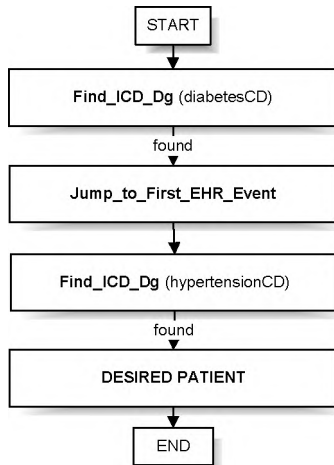 START
Find_ICD_Dg (diabetesCD)
found
Jump_to_First_EHR_Event
Find_ICD_Dg (hypertensionCD)
found
DESIRED PATIENT
END